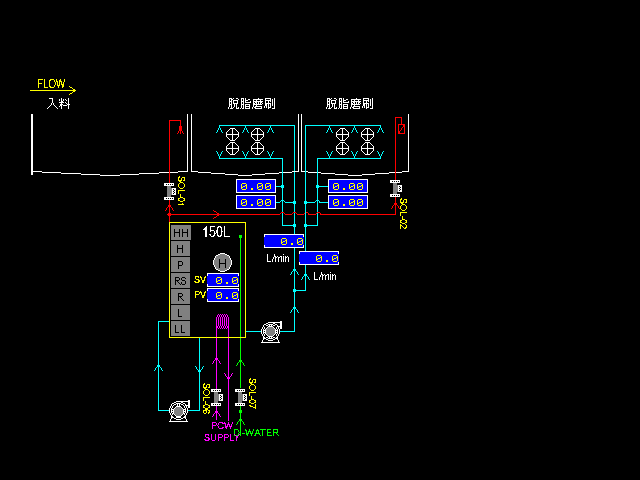 FLOW
入料
脫脂磨刷
脫脂磨刷
SOL-01
0.00
0.00
0.00
0.00
SOL-02
HH
150L
H
0.0
P
H
L/min
0.0
L/min
RS
SV
0.0
R
PV
0.0
L
LL
SOL-06
SOL-07
PCW
SUPPLY
DI-WATER